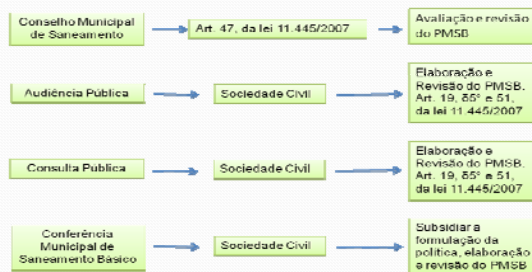 Conselho Municipal
de Saneamento
Art. 47, da lei 11.445/2007
Avaliação e revisão
do PMSB
Audiência Pública
Sociedade Civil
Elaboração e
Revisão do PMSB.
Art. 19, §5º e 51,
da lei 11.445/2007
Consulta Pública
Sociedade Civil
Elaboração e
Revisão do PMSB.
Art. 19, §5º e 51,
da lei 11.445/2007
Conferência
Municipal de
Saneamento Básico
Sociedade Civil
Subsidiar a
formulação da
política, elaboração
e revisão do PMSB